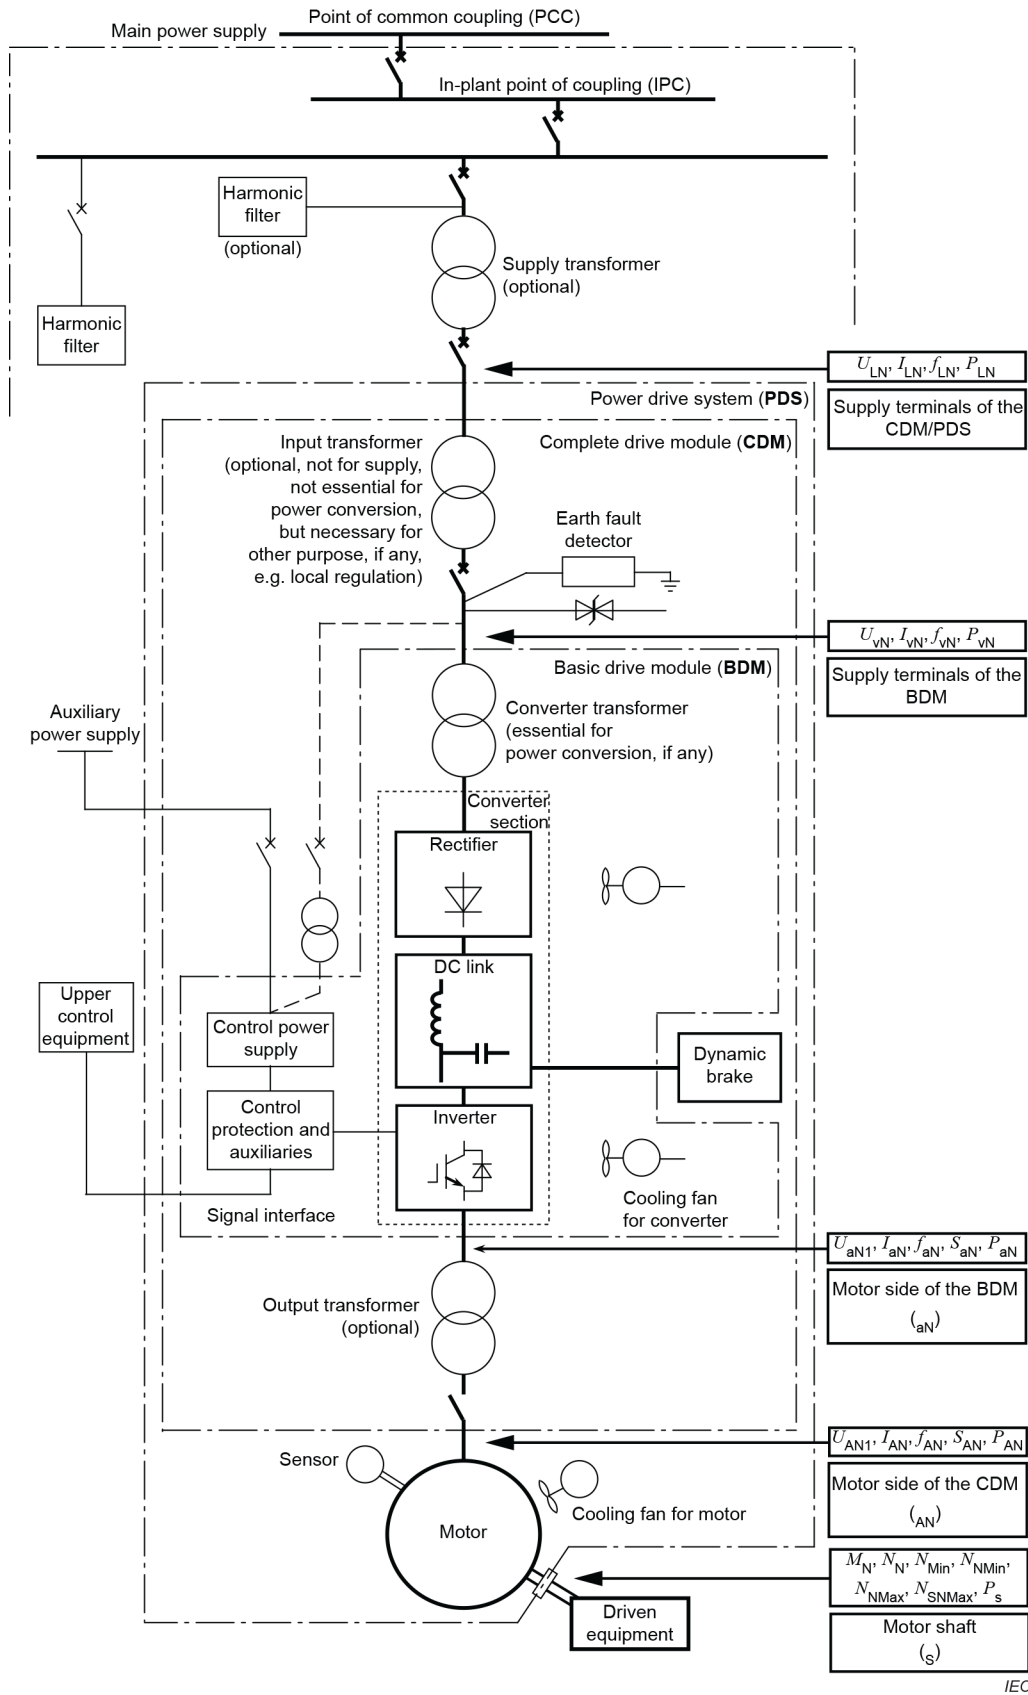 Point of common coupling (PCC)
Main power supply
In-plant point of coupling (IPC)
Harmonic
filter
(optional)
Supply transformer
(optional)
Harmonic
filter
U_LN, I_LN, f_LN, P_LN
Supply terminals of the
CDM/PDS
Power drive system (PDS)
Complete drive module (CDM)
Input transformer
(optional, not for supply,
not essential for
power conversion,
but necessary for
other purpose, if any,
e.g. local regulation)
Earth fault
detector
U_vN, I_vN, f_vN, P_vN
Supply terminals of the
BDM
Basic drive module (BDM)
Converter transformer
(essential for
power conversion, if any)
Auxiliary
power supply
Converter
section
Rectifier
DC link
Upper
control
equipment
Control power
supply
Dynamic
brake
Control
protection and
auxiliaries
Inverter
Signal interface
Cooling fan
for converter
U_aN1, I_aN, f_aN, S_aN, P_aN
Motor side of the BDM
(aN)
Output transformer
(optional)
U_AN1, I_AN, f_AN, S_AN, P_AN
Motor side of the CDM
(AN)
Sensor
Cooling fan for motor
Motor
M_N, N_N, N_Min, N_NMin,
N_NMax, N_SNMax, P_s
Driven
equipment
Motor shaft
(S)
IEC